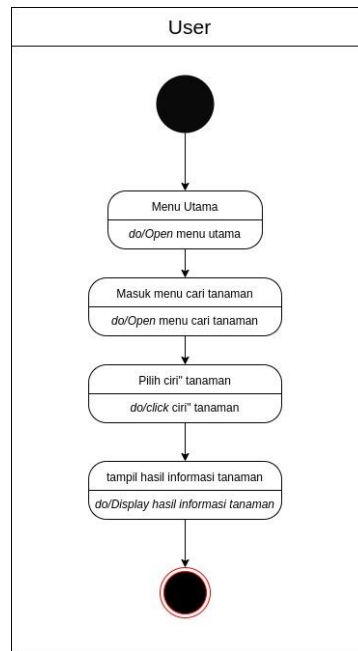 User
Menu Utama
do/Open menu utama
Masuk menu cari tanaman
do/Open menu cari tanaman
Pilih ciri" tanaman
do/click ciri" tanaman
tampil hasil informasi tanaman
do/Display hasil informasi tanaman